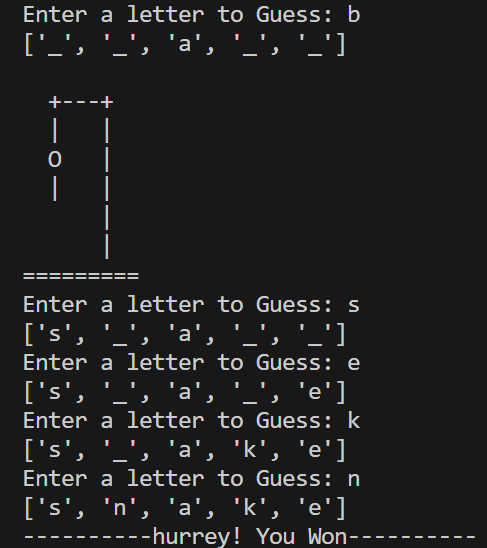 Enter a letter to Guess: b
['_', '_', 'a', '_', '_']
  +---+
  |   |
  O   |
  |   |
      |
      |
=========
Enter a letter to Guess: s
['s', '_', 'a', '_', '_']
Enter a letter to Guess: e
['s', '_', 'a', '_', 'e']
Enter a letter to Guess: k
['s', '_', 'a', 'k', 'e']
Enter a letter to Guess: n
['s', 'n', 'a', 'k', 'e']
----------hurrey! You Won----------